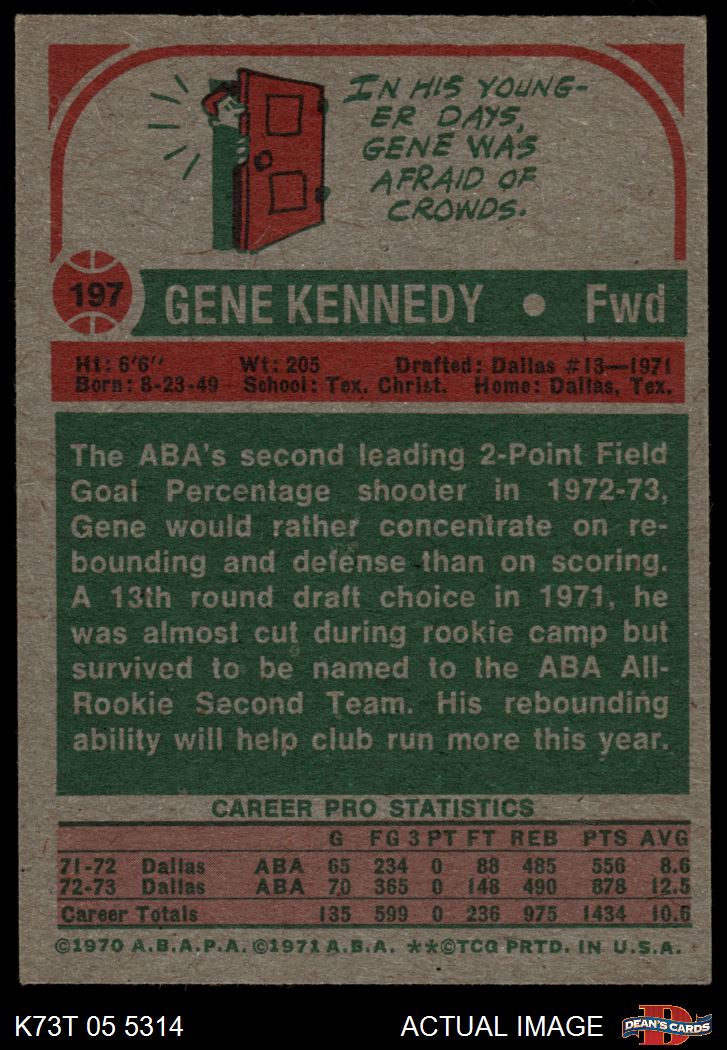 IN HIS YOUNG-
ER DAYS,
GENE WAS
AFRAID OF
CROWDS.
197
GENE KENNEDY • Fwd
Ht: 6'6" Wt: 205 Drafted: Dallas #13—1971
Born: 8-23-49 School: Tex. Christ. Home: Dallas, Tex.
The ABA's second leading 2-Point Field
Goal Percentage shooter in 1972-73,
Gene would rather concentrate on re-
bounding and defense than on scoring.
A 13th round draft choice in 1971, he
was almost cut during rookie camp but
survived to be named to the ABA All-
Rookie Second Team. His rebounding
ability will help club run more this year.
CAREER PRO STATISTICS
G FG 3 PT FT REB PTS AVG
71-72 Dallas ABA 65 234 0 88 485 556 8.6
72-73 Dallas ABA 70 365 0 148 490 878 12.5
Career Totals 135 599 0 236 975 1434 10.6
©1970 A.B.A.P.A. ©1971 A.B.A. **©TCG PRTD. IN U.S.A.
K73T 05 5314 ACTUAL IMAGE
D
DEAN'S CARDS